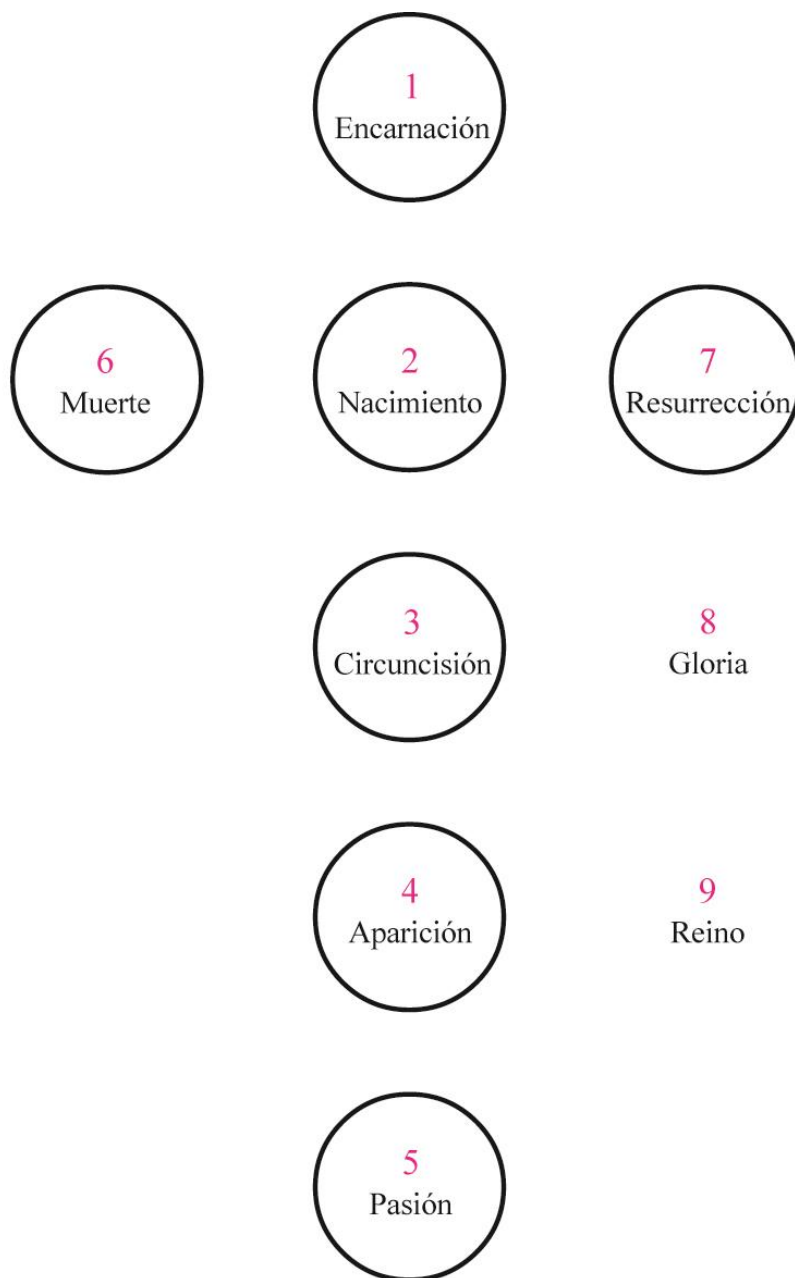 1
Encarnación
6
Muerte
2
Nacimiento
7
Resurrección
3
Circuncisión
8
Gloria
4
Aparición
9
Reino
5
Pasión